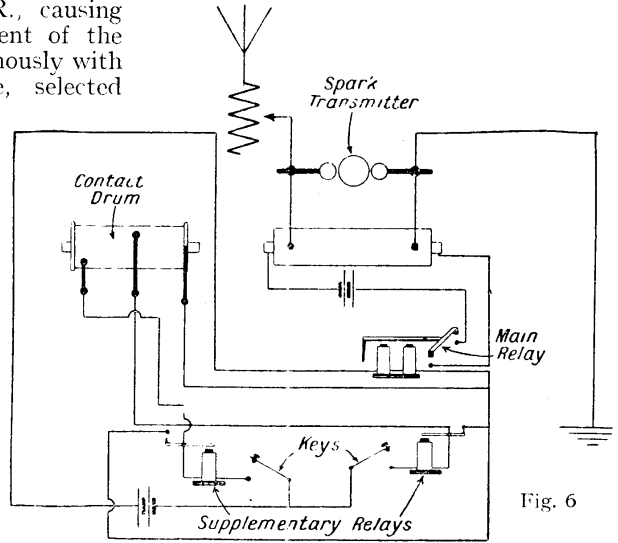 R., causing
ent of the
nously with
e, selected
Spark
Transmitter
Contact
Drum
Main
Relay
Keys
Supplementary Relays
Fig. 6